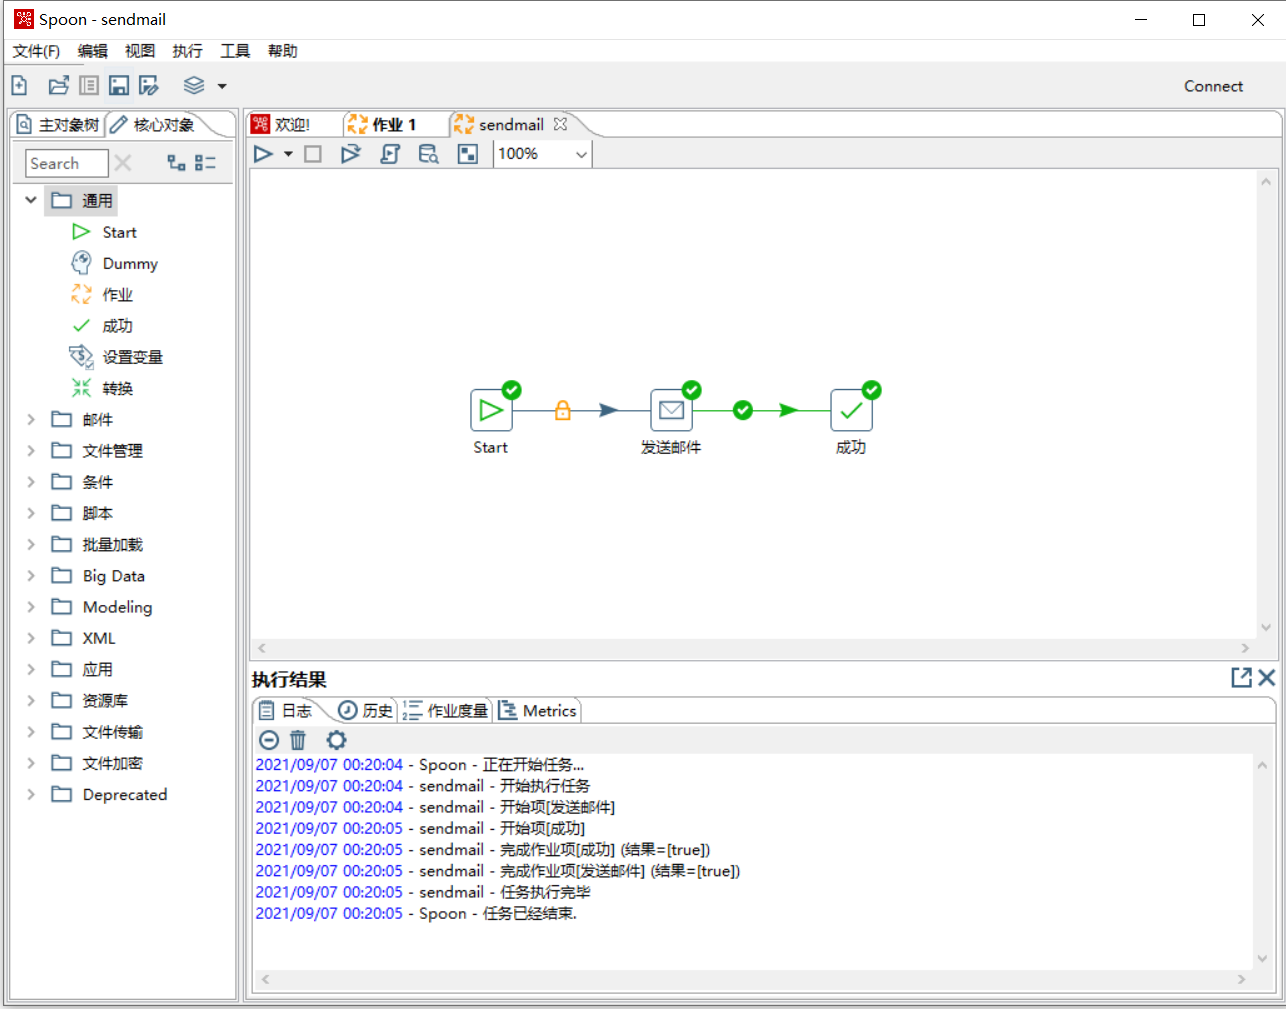 Spoon - sendmail
文件(F) 编辑 视图 执行 工具 帮助
Connect
主对象树 核心对象
欢迎! 作业 1 sendmail
Search
100%
通用
Start
Dummy
作业
成功
设置变量
转换
邮件
文件管理
条件
脚本
批量加载
Big Data
Modeling
XML
应用
资源库
文件传输
文件加密
Deprecated
Start 发送邮件 成功
执行结果
日志 历史 作业度量 Metrics
2021/09/07 00:20:04 - Spoon - 正在开始任务...
2021/09/07 00:20:04 - sendmail - 开始执行任务
2021/09/07 00:20:04 - sendmail - 开始项[发送邮件]
2021/09/07 00:20:05 - sendmail - 开始项[成功]
2021/09/07 00:20:05 - sendmail - 完成作业项[成功] (结果=[true])
2021/09/07 00:20:05 - sendmail - 完成作业项[发送邮件] (结果=[true])
2021/09/07 00:20:05 - sendmail - 任务执行完毕
2021/09/07 00:20:05 - Spoon - 任务已经结束.